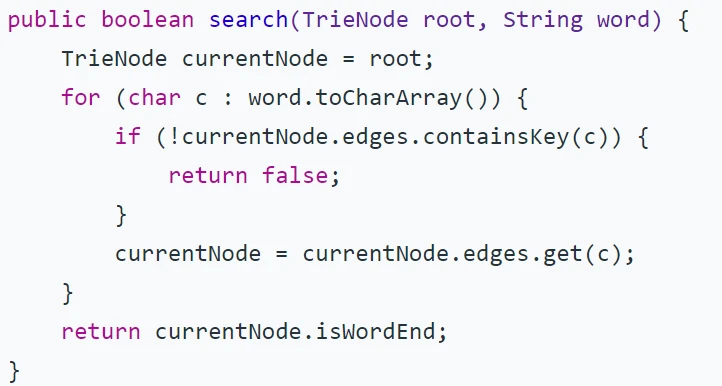 public boolean search(TrieNode root, String word) {
    TrieNode currentNode = root;
    for (char c : word.toCharArray()) {
        if (!currentNode.edges.containsKey(c)) {
            return false;
        }
        currentNode = currentNode.edges.get(c);
    }
    return currentNode.isWordEnd;
}